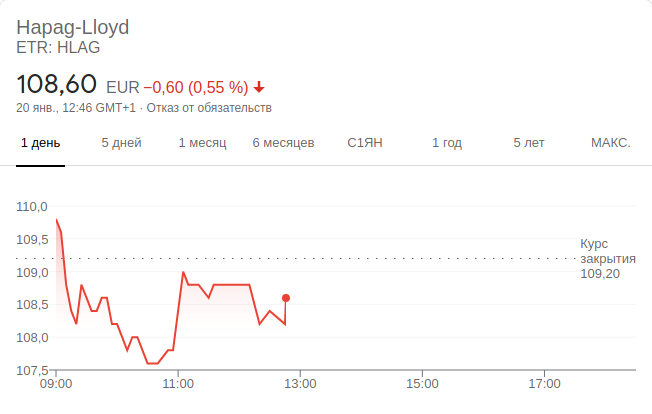 Hapag-Lloyd
ETR: HLAG
108,60 EUR −0,60 (0,55 %)
20 янв., 12:46 GMT+1 · Отказ от обязательств
1 день 5 дней 1 месяц 6 месяцев С1ЯН 1 год 5 лет МАКС.
110,0
109,5
109,0
108,5
108,0
107,5
Курс
закрытия
109,20
09:00 11:00 13:00 15:00 17:00